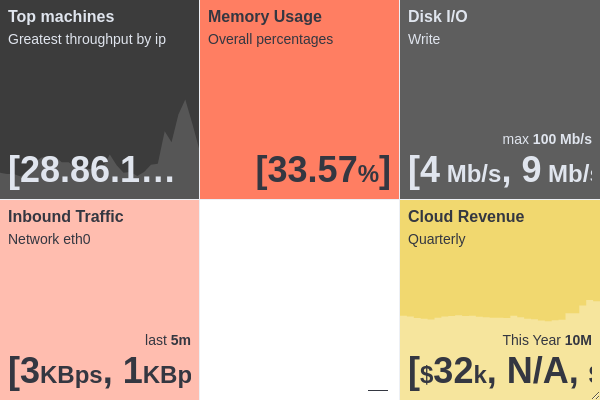 Top machines
Greatest throughput by ip
[28.86.1…
Memory Usage
Overall percentages
[33.57%]
Disk I/O
Write
max 100 Mb/s
[4 Mb/s, 9 Mb/
Inbound Traffic
Network eth0
last 5m
[3KBps, 1KBp
Cloud Revenue
Quarterly
This Year 10M
[$32k, N/A,